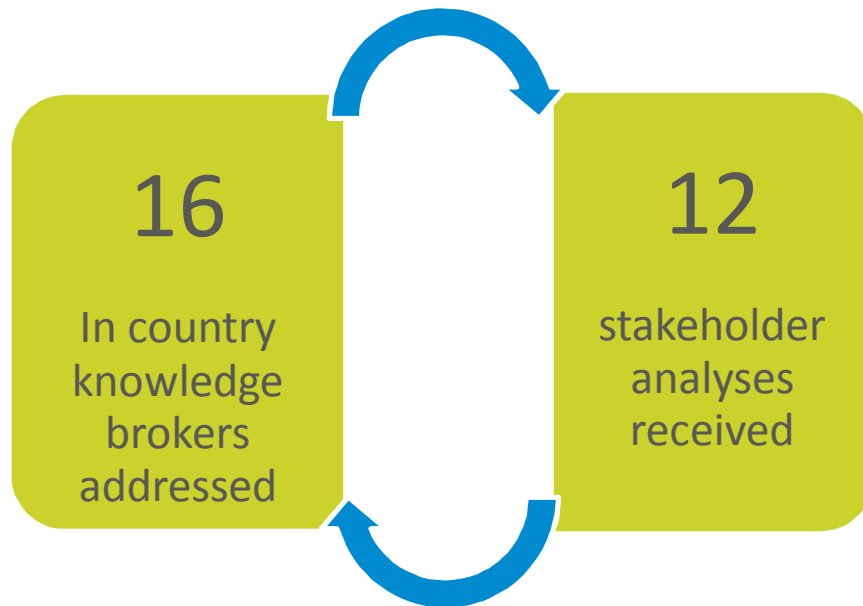 16
In country
knowledge
brokers
addressed
12
stakeholder
analyses
received